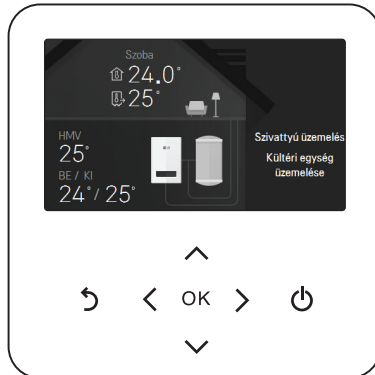 Szoba
24.0°
25°
HMV
25°
BE / KI
24°/ 25°
Szivattyú üzemelés
Kültéri egység
üzemelése
OK